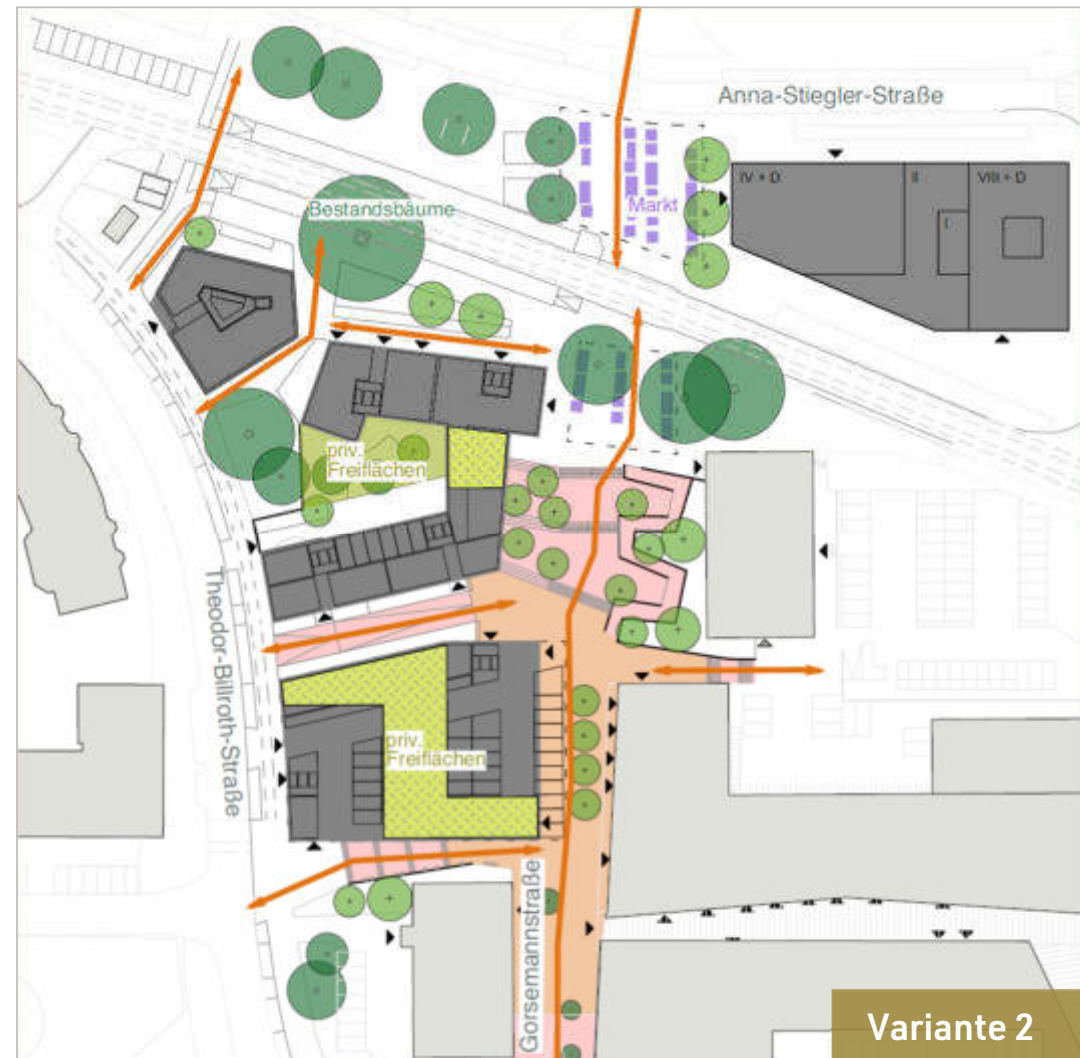 Anna-Stiegler-Straße
IV + D
II
VIII + D
I
Markt
Bestandsbäume
priv.
Freiflächen
Theodor-Billroth-Straße
priv.
Freiflächen
Gorsemannstraße
Variante 2